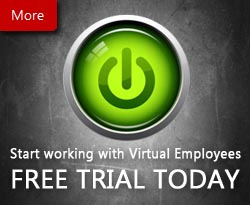 More
Start working with Virtual Employees
FREE TRIAL TODAY